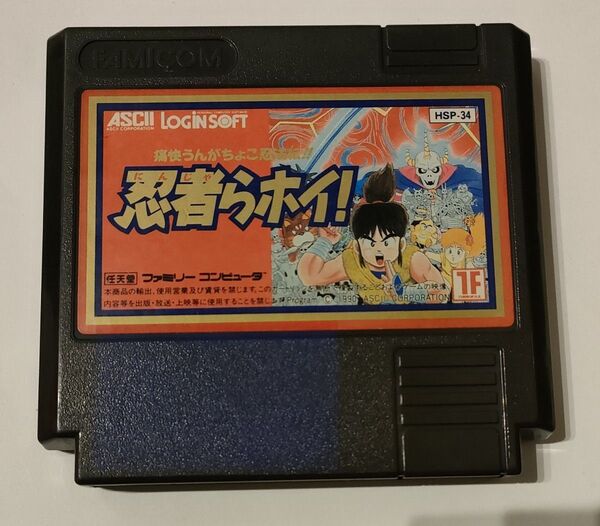 FAMICOM
ASCII
ASCII CORPORATION
LOGINSOFT
HSP-34
痛快うんがちょこ忍
にんじゃ
忍者らホイ!
任天堂 ファミリー コンピュータ
本商品の輸出、使用営業及び賃貸を禁じます。
内容等を出版・放送・上映等に使用することを禁じ
Program © 1990 ASCII CORPORATION
1F